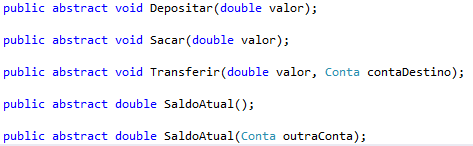 public abstract void Depositar(double valor);
public abstract void Sacar(double valor);
public abstract void Transferir(double valor, Conta contaDestino);
public abstract double SaldoAtual();
public abstract double SaldoAtual(Conta outraConta);